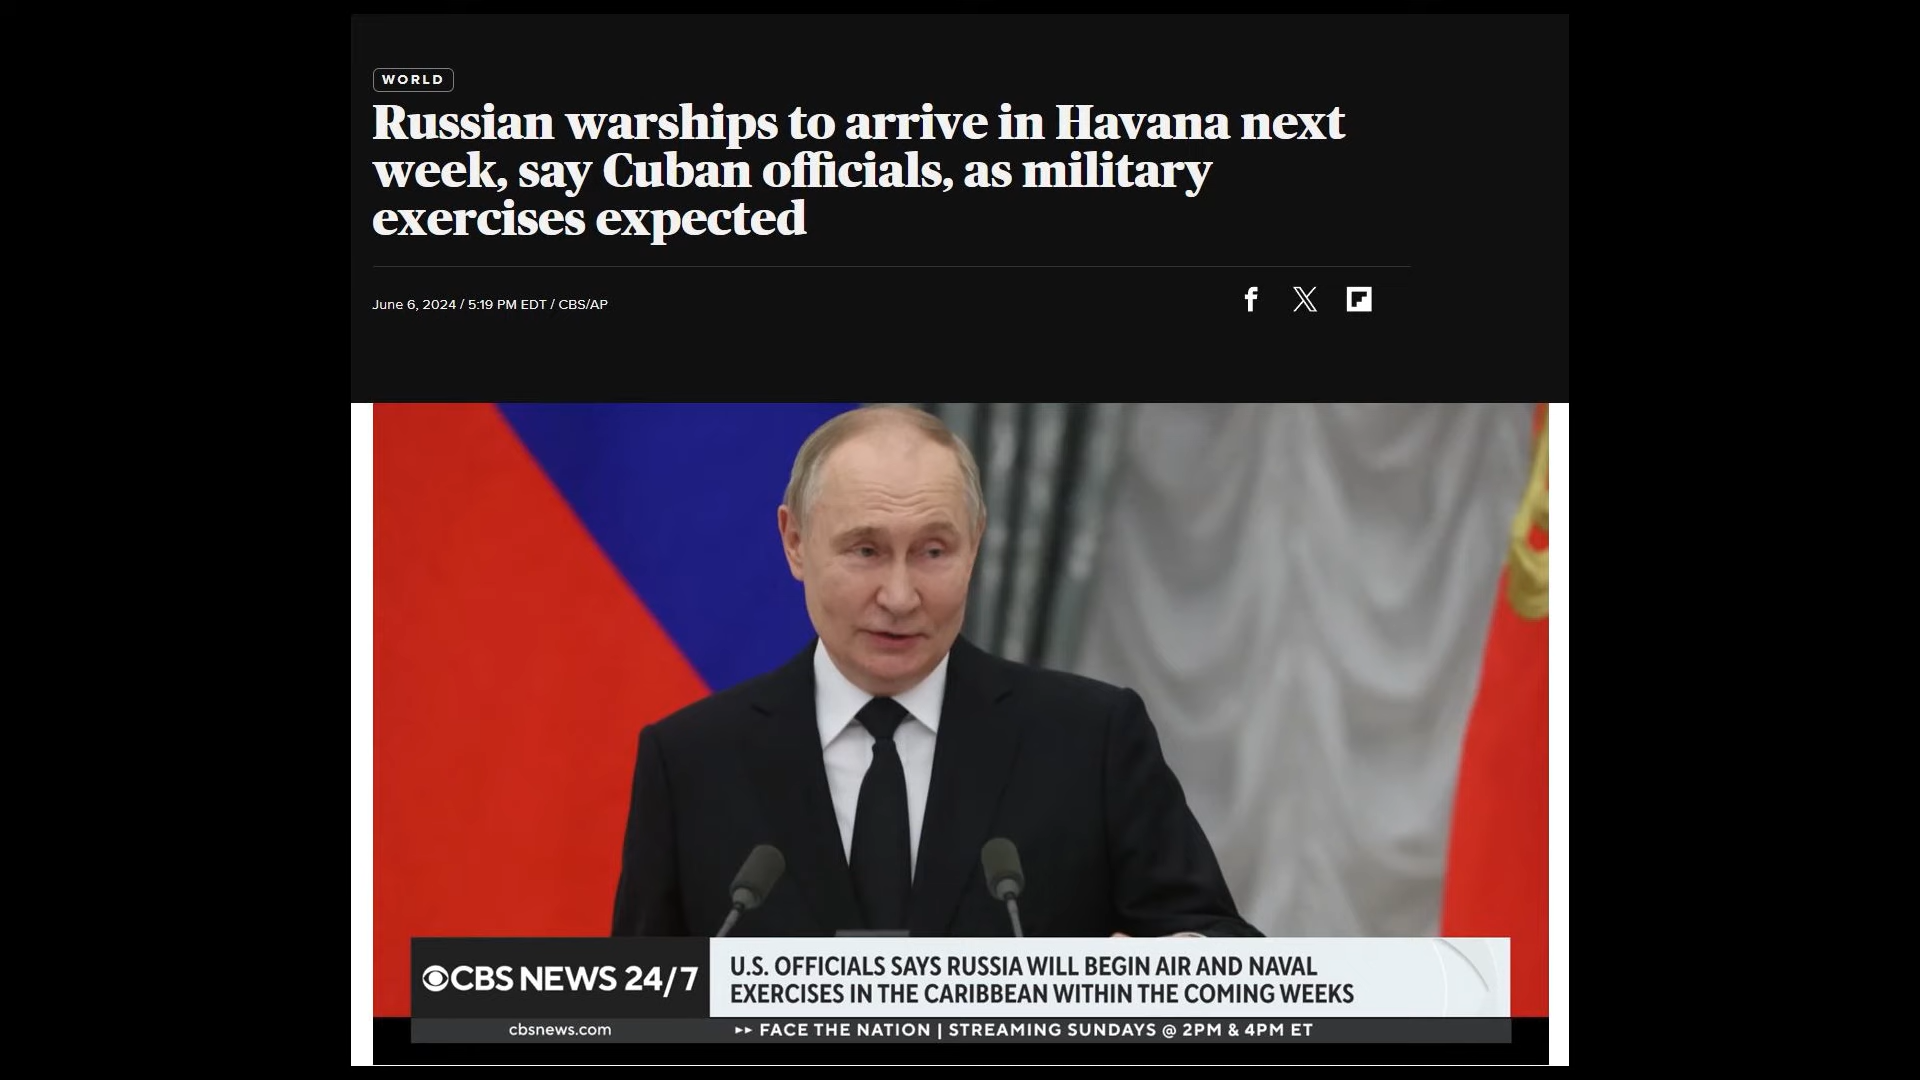 WORLD
Russian warships to arrive in Havana next
week, say Cuban officials, as military
exercises expected
June 6, 2024 / 5:19 PM EDT / CBS/AP
CBS NEWS 24/7
U.S. OFFICIALS SAYS RUSSIA WILL BEGIN AIR AND NAVAL
EXERCISES IN THE CARIBBEAN WITHIN THE COMING WEEKS
cbsnews.com
FACE THE NATION | STREAMING SUNDAYS @ 2PM & 4PM ET